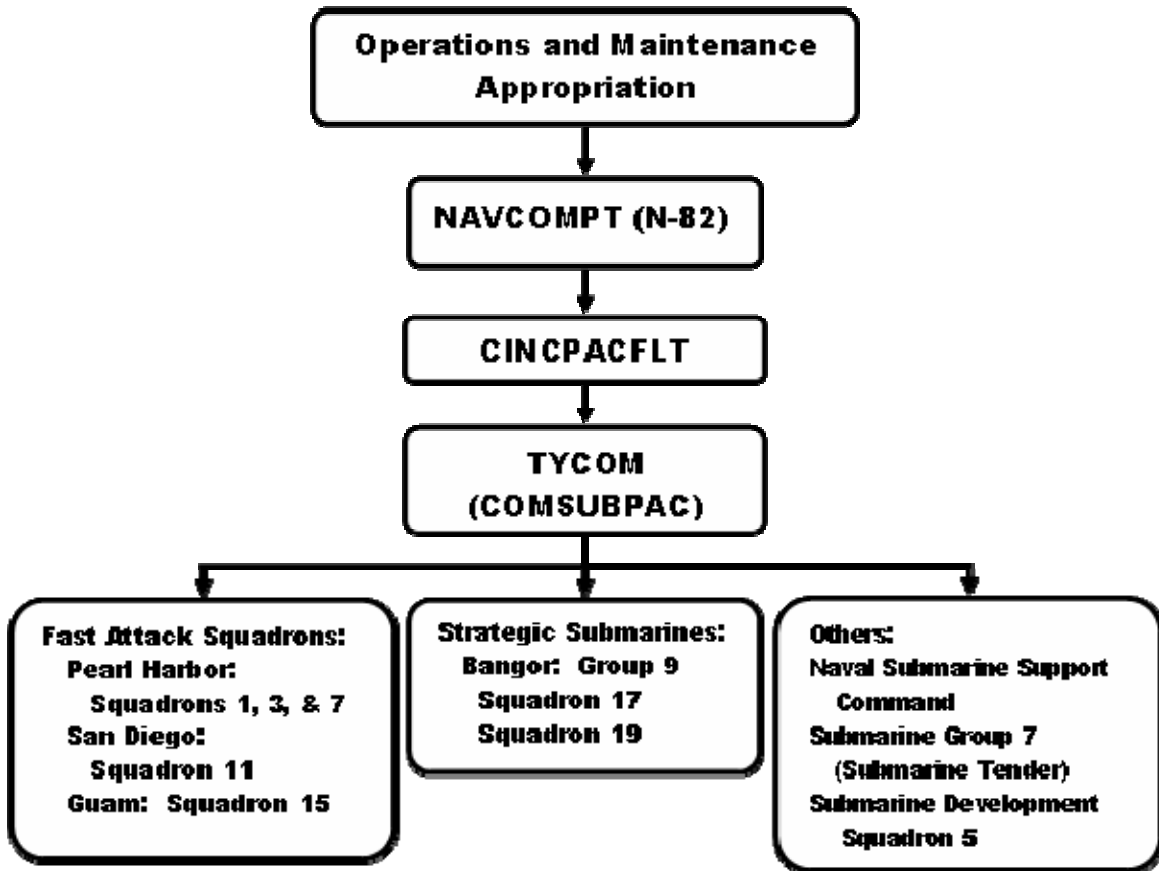 Operations and Maintenance
Appropriation
NAVCOMPT (N-82)
CINCPACFLT
TYCOM
(COMSUBPAC)
Fast Attack Squadrons:
Pearl Harbor:
Squadrons 1, 3, & 7
San Diego:
Squadron 11
Guam: Squadron 15
Strategic Submarines:
Bangor: Group 9
Squadron 17
Squadron 19
Others:
Naval Submarine Support
Command
Submarine Group 7
(Submarine Tender)
Submarine Development
Squadron 5